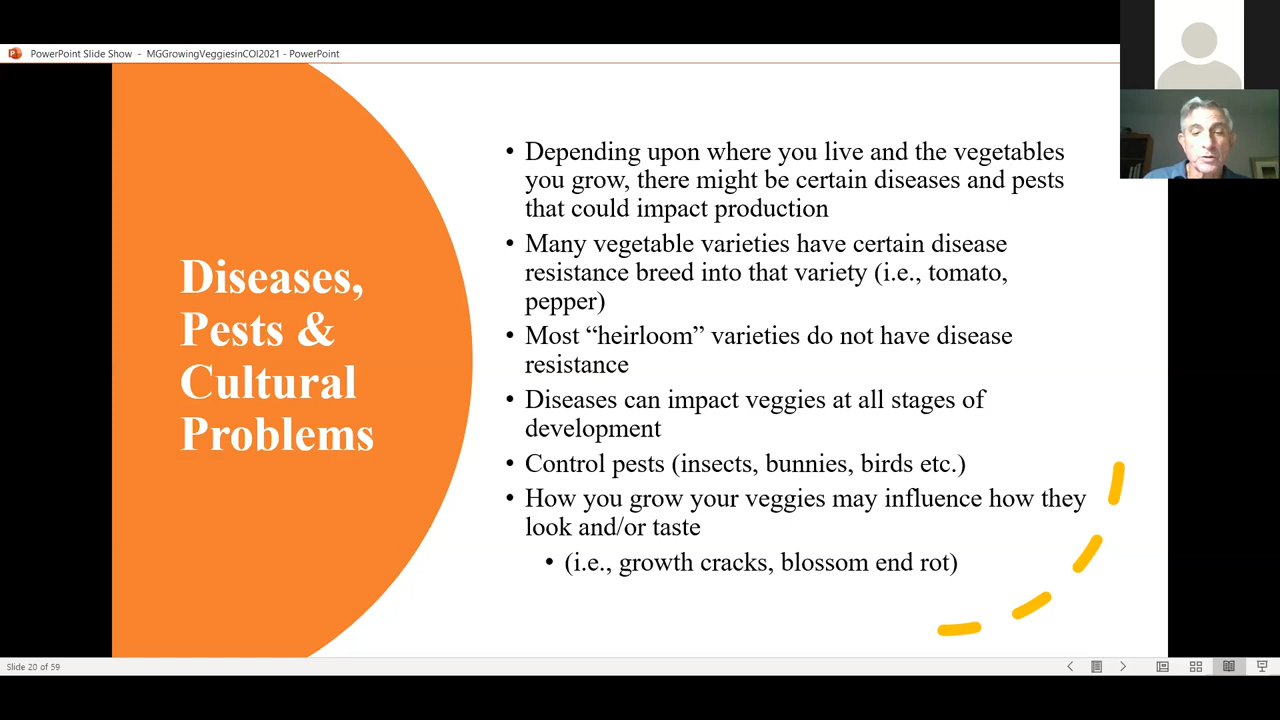 PowerPoint Slide Show - MGGrowingVeggiesinCOI2021 - PowerPoint
Diseases,
Pests &
Cultural
Problems
• Depending upon where you live and the vegetables
you grow, there might be certain diseases and pests
that could impact production
• Many vegetable varieties have certain disease
resistance breed into that variety (i.e., tomato,
pepper)
• Most “heirloom” varieties do not have disease
resistance
• Diseases can impact veggies at all stages of
development
• Control pests (insects, bunnies, birds etc.)
• How you grow your veggies may influence how they
look and/or taste
• (i.e., growth cracks, blossom end rot)
Slide 20 of 59